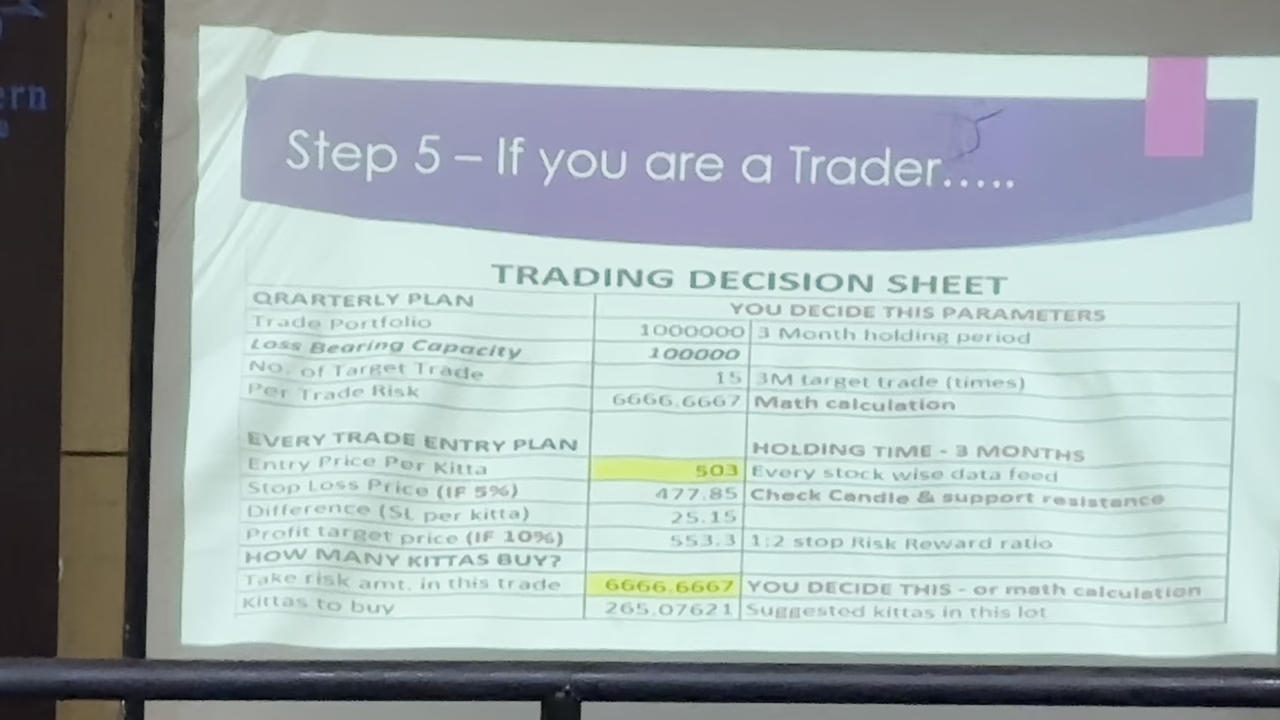 ern
Step 5 – If you are a Trader.....
TRADING DECISION SHEET
QRARTERLY PLAN YOU DECIDE THIS PARAMETERS
Trade Portfolio 1000000 3 Month holding period
Loss Bearing Capacity 100000
No. of Target Trade 15 3M target trade (times)
Per Trade Risk 6666.6667 Math calculation
EVERY TRADE ENTRY PLAN HOLDING TIME - 3 MONTHS
Entry Price Per Kitta 503 Every stock wise data feed
Stop Loss Price (IF 5%) 477.85 Check Candle & support resistance
Difference (SL per kitta) 25.15
Profit target price (IF 10%) 553.3 1:2 stop Risk Reward ratio
HOW MANY KITTAS BUY?
Take risk amt. in this trade 6666.6667 YOU DECIDE THIS - or math calculation
Kittas to buy 265.07621 Suggested kittas in this lot